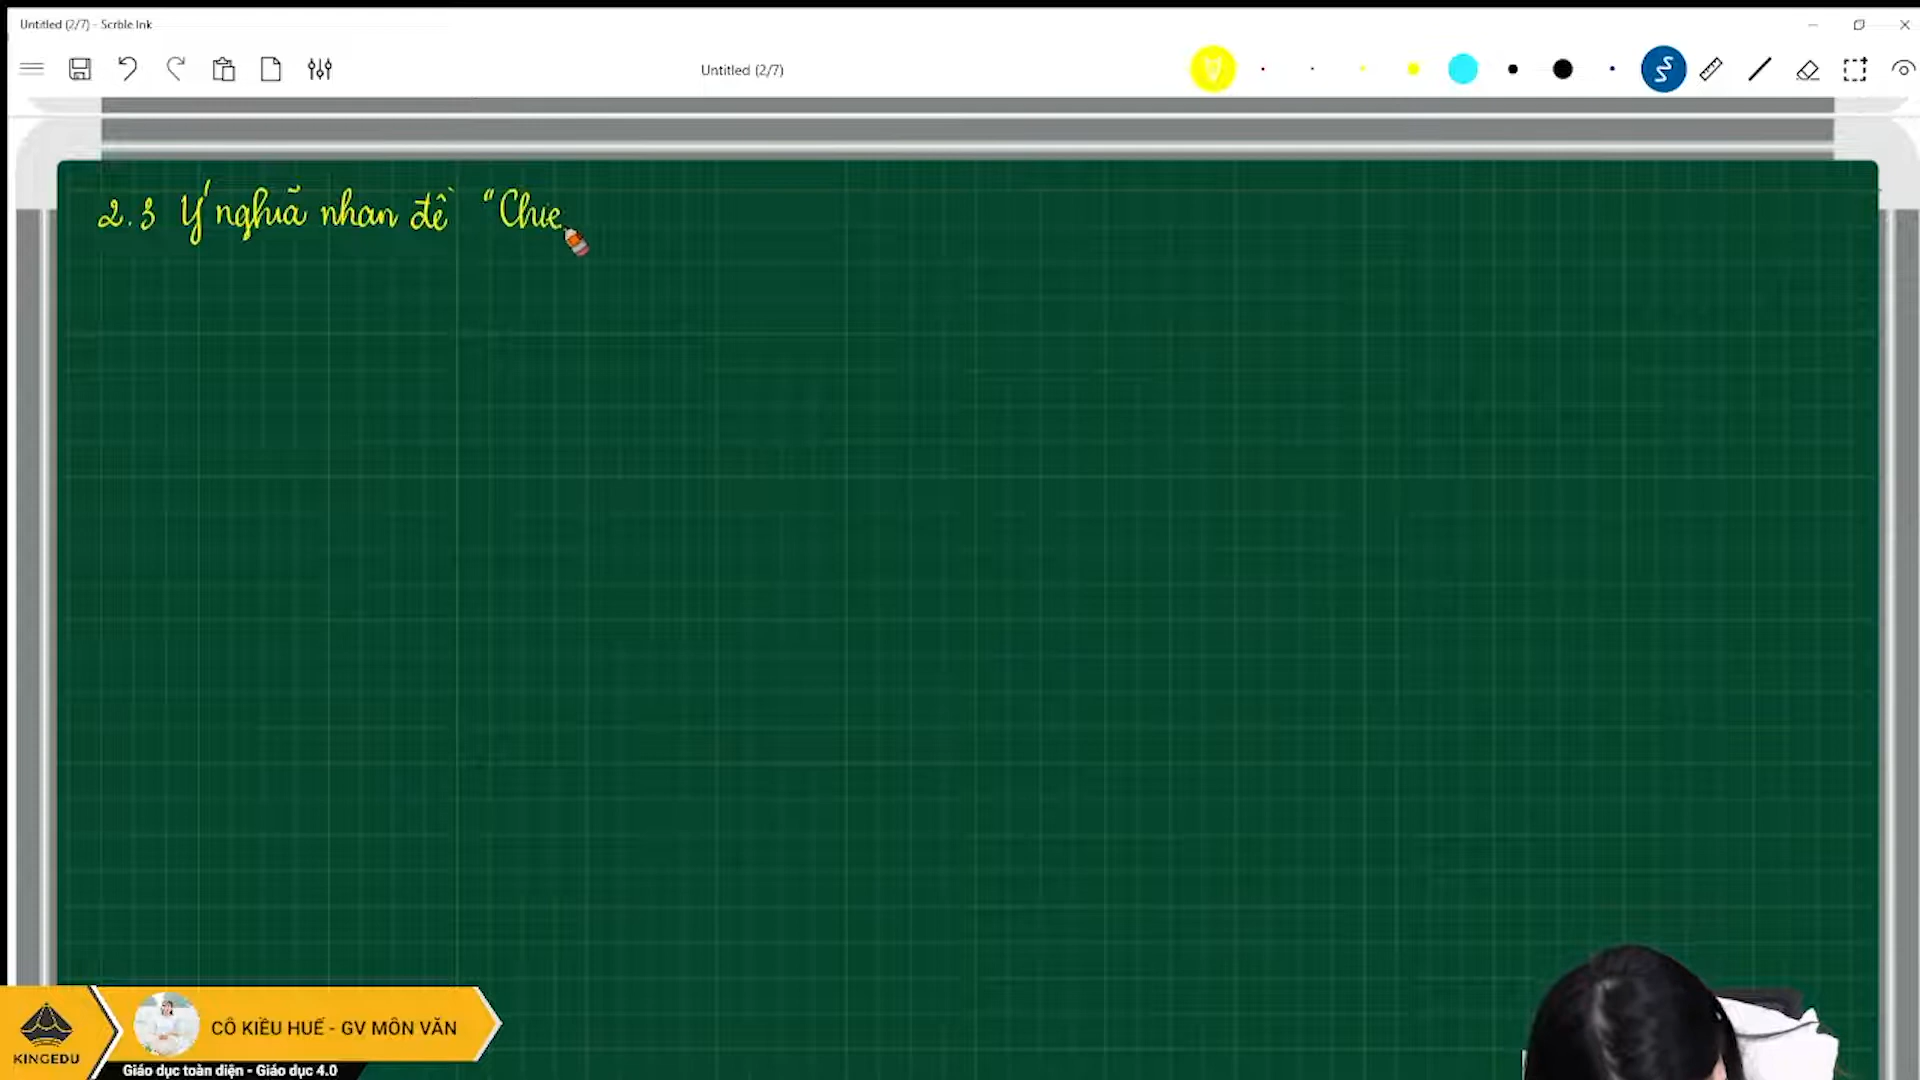 Untitled (2/7) - Scrble Ink
Untitled (2/7)
2.3 Ý nghĩa nhan đề "Chie
CÔ KIỀU HUẾ - GV MÔN VĂN
KINGEDU
Giáo dục toàn diện - Giáo dục 4.0